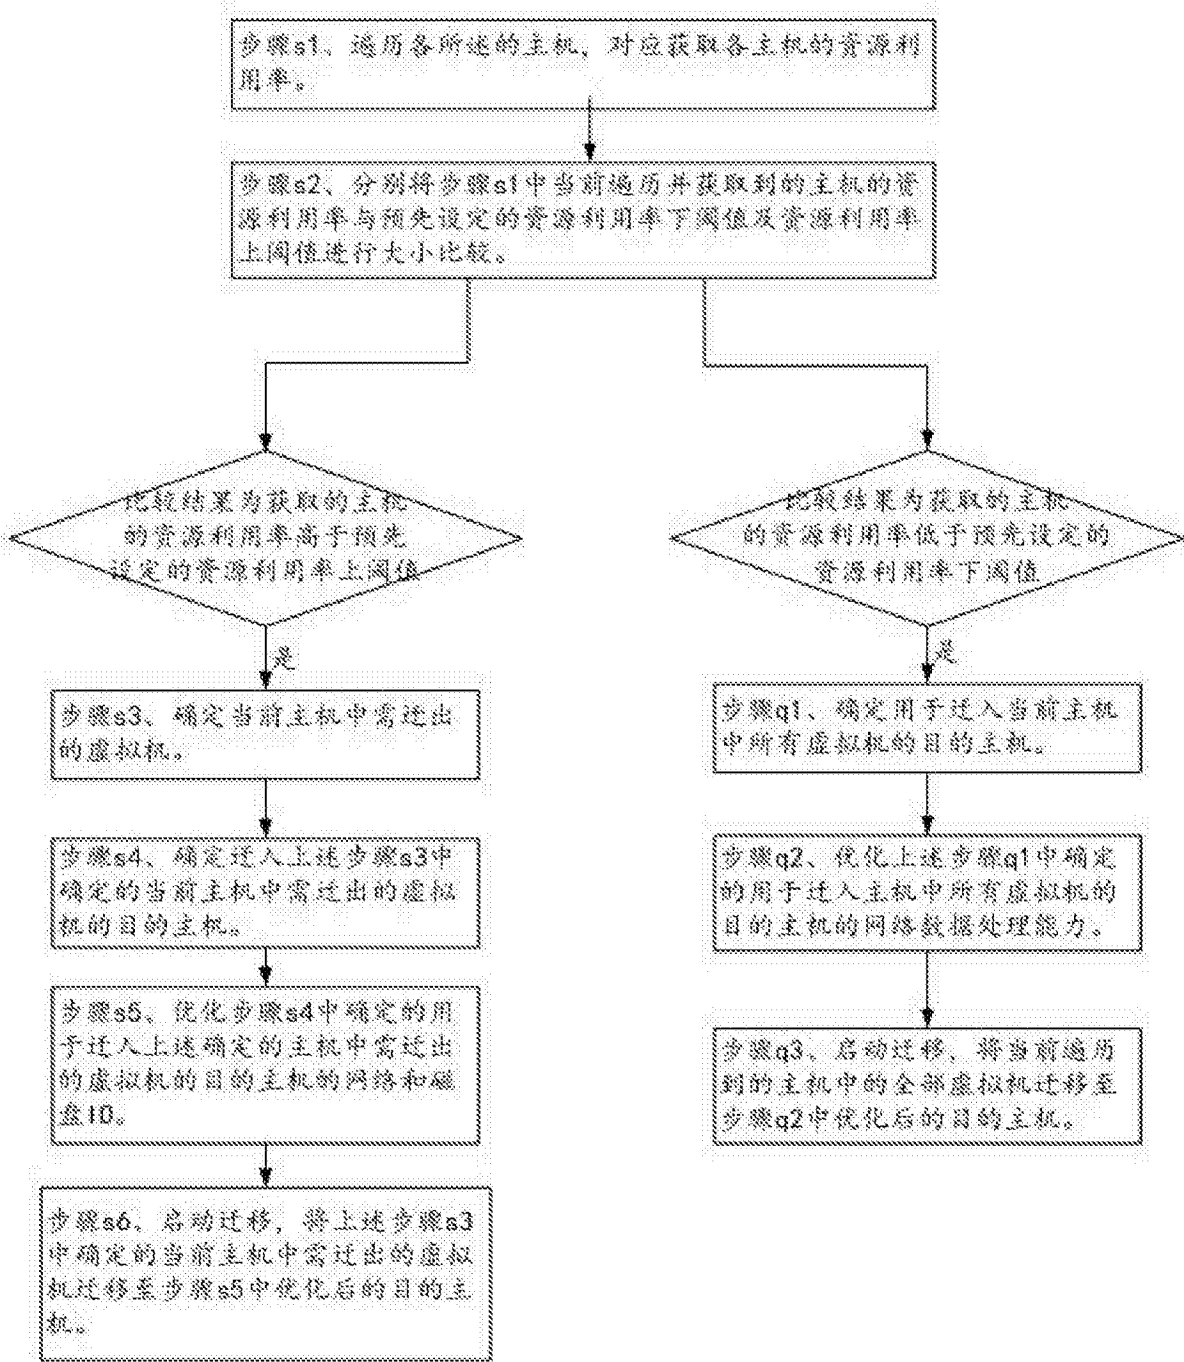 步骤s1、遍历各所述的主机，对应获取各主机的资源利
用率。
步骤s2、分别将步骤s1中当前遍历并获取到的主机的资
源利用率与预先设定的资源利用率下阈值及资源利用率
上阈值进行大小比较。
比较结果为获取的主机
的资源利用率高于预先
设定的资源利用率上阈值
是
步骤s3、确定当前主机中需迁出
的虚拟机。
步骤s4、确定迁入上述步骤s3中
确定的当前主机中需迁出的虚拟
机的目的主机。
步骤s5、优化步骤s4中确定的用
于迁入上述确定的主机中需迁出
的虚拟机的目的主机的网络和磁
盘IO。
步骤s6、启动迁移，将上述步骤s3
中确定的当前主机中需迁出的虚拟
机迁移至步骤s5中优化后的目的主
机。
比较结果为获取的主机
的资源利用率低于预先设定的
资源利用率下阈值
是
步骤q1、确定用于迁入当前主机
中所有虚拟机的目的主机。
步骤q2、优化上述步骤q1中确定
的用于迁入主机中所有虚拟机的
目的主机的网络数据处理能力。
步骤q3、启动迁移，将当前遍历
到的主机中的全部虚拟机迁移至
步骤q2中优化后的目的主机。